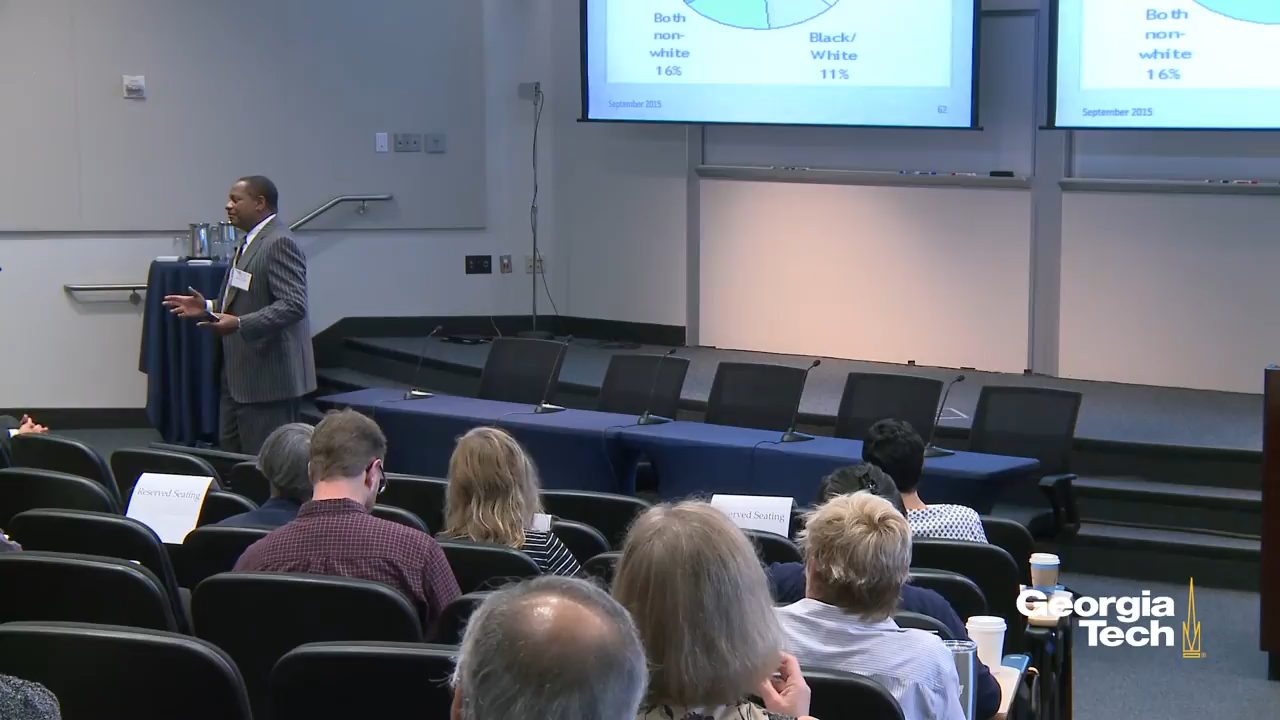 Both
non-
white
16%
Black/
White
11%
September 2015
62
Both
non-
white
16%
September 2015
Reserved Seating
erved Seating
Georgia
Tech